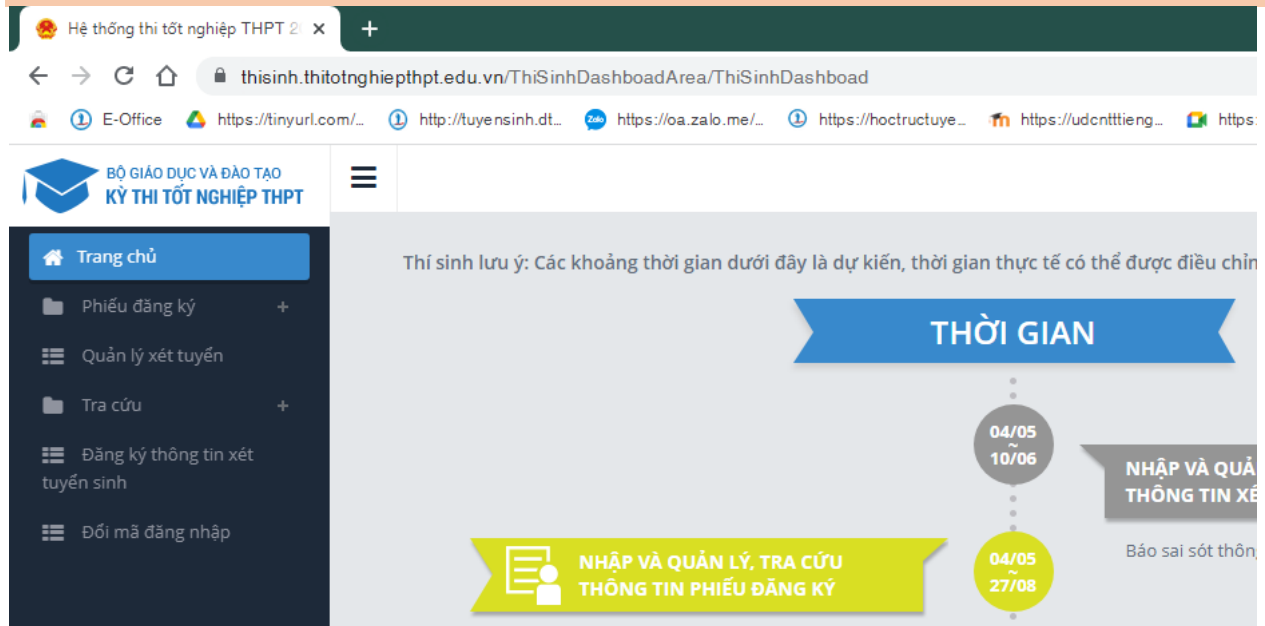 Hệ thống thi tốt nghiệp THPT 2
thisinh.thitotnghiepthpt.edu.vn/ThiSinhDashboadArea/ThiSinhDashboad
E-Office
https://tinyurl.com/...
http://tuyensinh.dt...
https://oa.zalo.me/...
https://hoctructuye...
https://udcntttieng...
https:
BỘ GIÁO DỤC VÀ ĐÀO TẠO
KỲ THI TỐT NGHIỆP THPT
Trang chủ
Phiếu đăng ký +
Quản lý xét tuyển
Tra cứu +
Đăng ký thông tin xét
tuyển sinh
Đổi mã đăng nhập
Thí sinh lưu ý: Các khoảng thời gian dưới đây là dự kiến, thời gian thực tế có thể được điều chỉn
THỜI GIAN
04/05
~
10/06
NHẬP VÀ QUẢ
THÔNG TIN XÉ
Báo sai sót thôn
NHẬP VÀ QUẢN LÝ, TRA CỨU
THÔNG TIN PHIẾU ĐĂNG KÝ
04/05
~
27/08